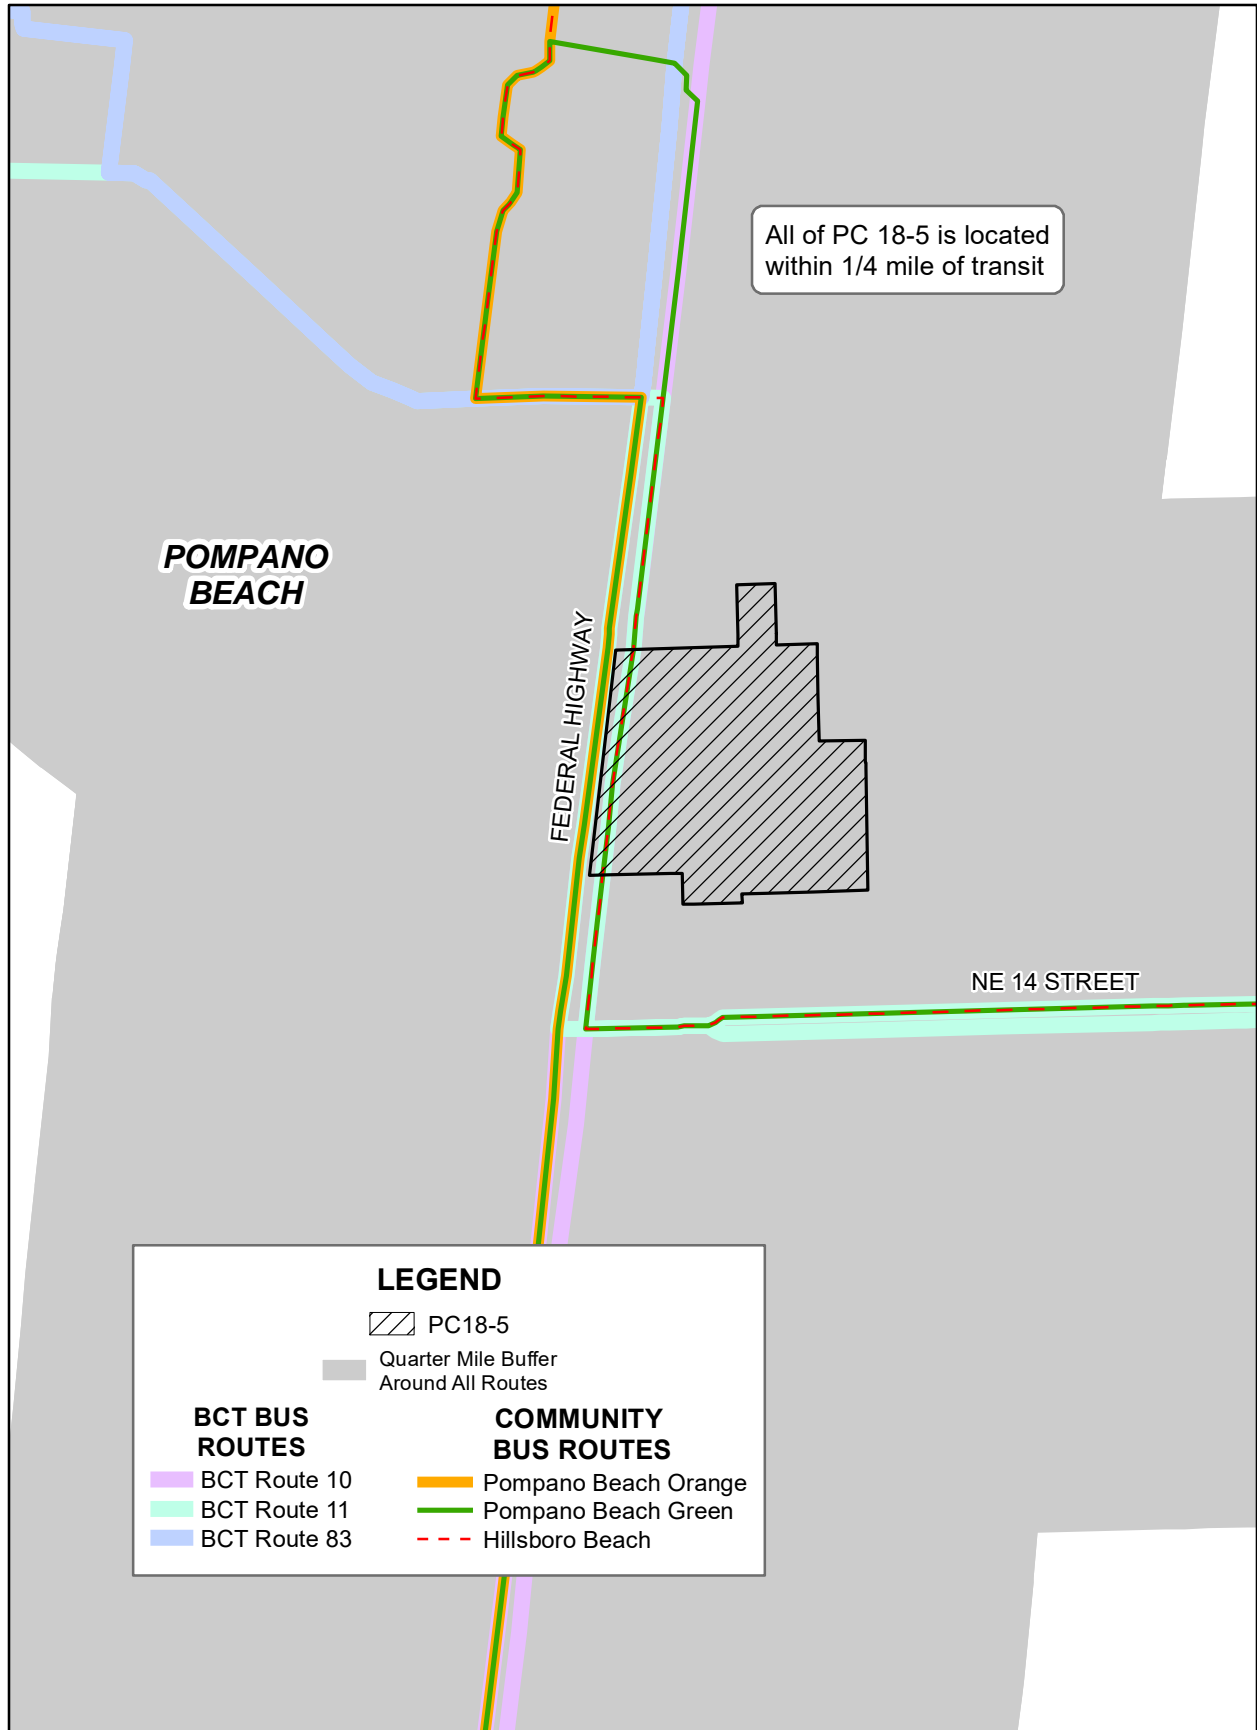 All of PC 18-5 is located
within 1/4 mile of transit
POMPANO
BEACH
FEDERAL HIGHWAY
NE 14 STREET
LEGEND
PC18-5
Quarter Mile Buffer
Around All Routes
BCT BUS
ROUTES
BCT Route 10
BCT Route 11
BCT Route 83
COMMUNITY
BUS ROUTES
Pompano Beach Orange
Pompano Beach Green
Hillsboro Beach